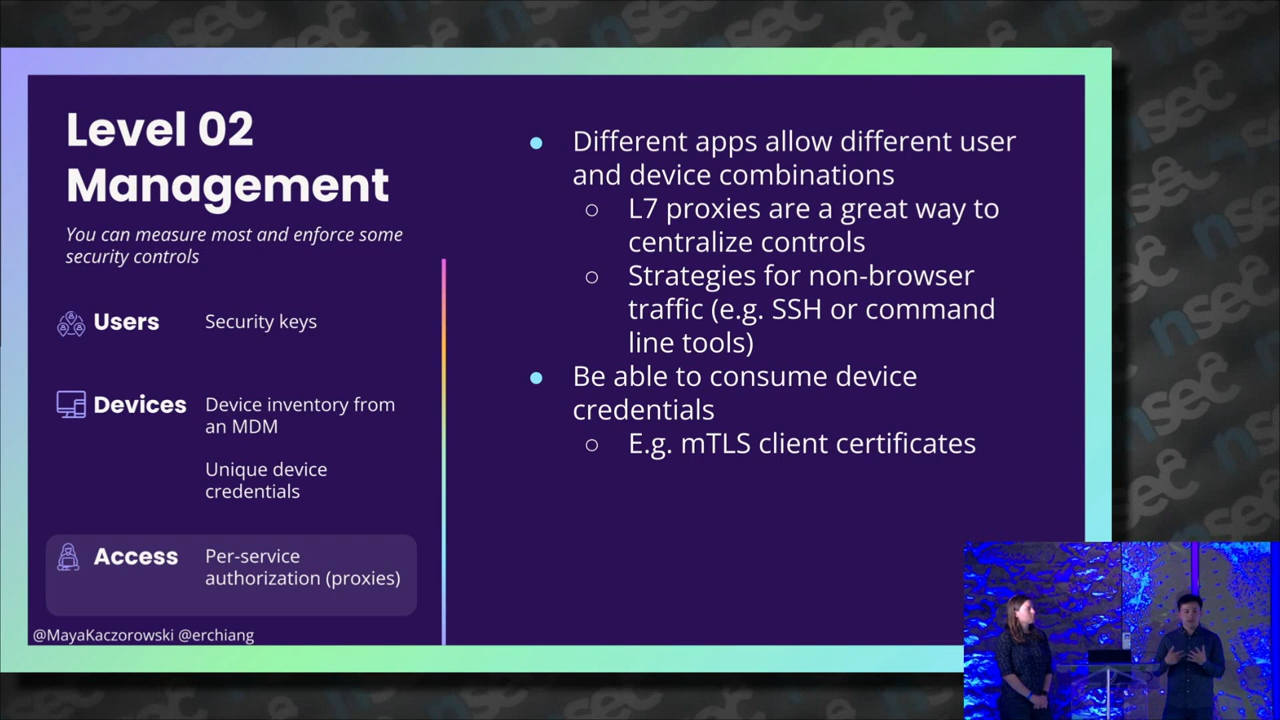 Level 02
Management
You can measure most and enforce some
security controls
Users
Security keys
Devices
Device inventory from
an MDM
Unique device
credentials
Access
Per-service
authorization (proxies)
@MayaKaczorowski @erchiang
Different apps allow different user
and device combinations
L7 proxies are a great way to
centralize controls
Strategies for non-browser
traffic (e.g. SSH or command
line tools)
Be able to consume device
credentials
E.g. mTLS client certificates
nsec